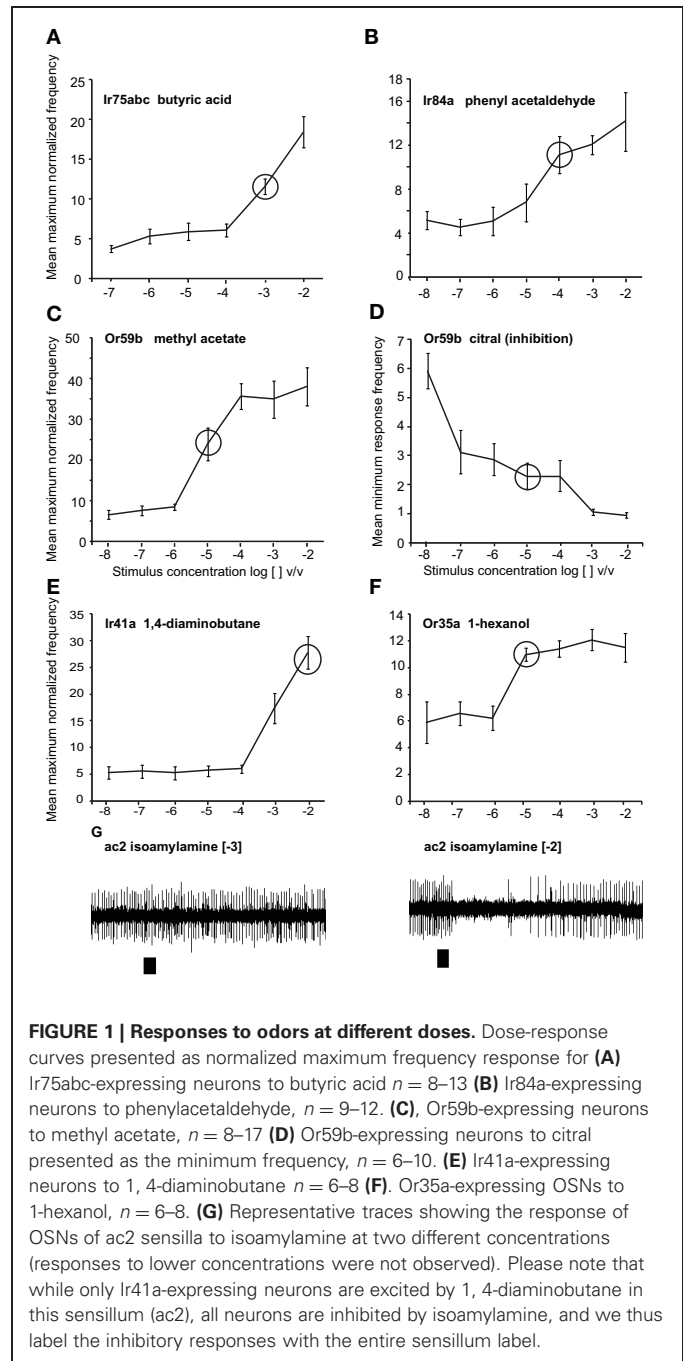 A
B
Ir75abc butyric acid
Ir84a phenyl acetaldehyde
Mean maximum normalized frequency
25
20
15
10
5
0
-7 -6 -5 -4 -3 -2
18
16
12
8
4
0
-8 -7 -6 -5 -4 -3 -2
C
D
Or59b methyl acetate
Or59b citral (inhibition)
Mean maximum normalized frequency
50
40
30
20
10
0
-8 -7 -6 -5 -4 -3 -2
Stimulus concentration log [ ] v/v
Mean minimum response frequency
7
6
5
4
3
2
1
0
-8 -7 -6 -5 -4 -3 -2
Stimulus concentration log [ ] v/v
E
F
Ir41a 1,4-diaminobutane
Or35a 1-hexanol
Mean maximum normalized frequency
35
30
25
20
15
10
5
0
-8 -7 -6 -5 -4 -3 -2
14
12
10
8
6
4
2
0
-8 -7 -6 -5 -4 -3 -2
G
ac2 isoamylamine [-3]
ac2 isoamylamine [-2]
FIGURE 1 | Responses to odors at different doses. Dose-response
curves presented as normalized maximum frequency response for (A)
Ir75abc-expressing neurons to butyric acid n = 8–13 (B) Ir84a-expressing
neurons to phenylacetaldehyde, n = 9–12. (C), Or59b-expressing neurons
to methyl acetate, n = 8–17 (D) Or59b-expressing neurons to citral
presented as the minimum frequency, n = 6–10. (E) Ir41a-expressing
neurons to 1, 4-diaminobutane n = 6–8 (F). Or35a-expressing OSNs to
1-hexanol, n = 6–8. (G) Representative traces showing the response of
OSNs of ac2 sensilla to isoamylamine at two different concentrations
(responses to lower concentrations were not observed). Please note that
while only Ir41a-expressing neurons are excited by 1, 4-diaminobutane in
this sensillum (ac2), all neurons are inhibited by isoamylamine, and we thus
label the inhibitory responses with the entire sensillum label.